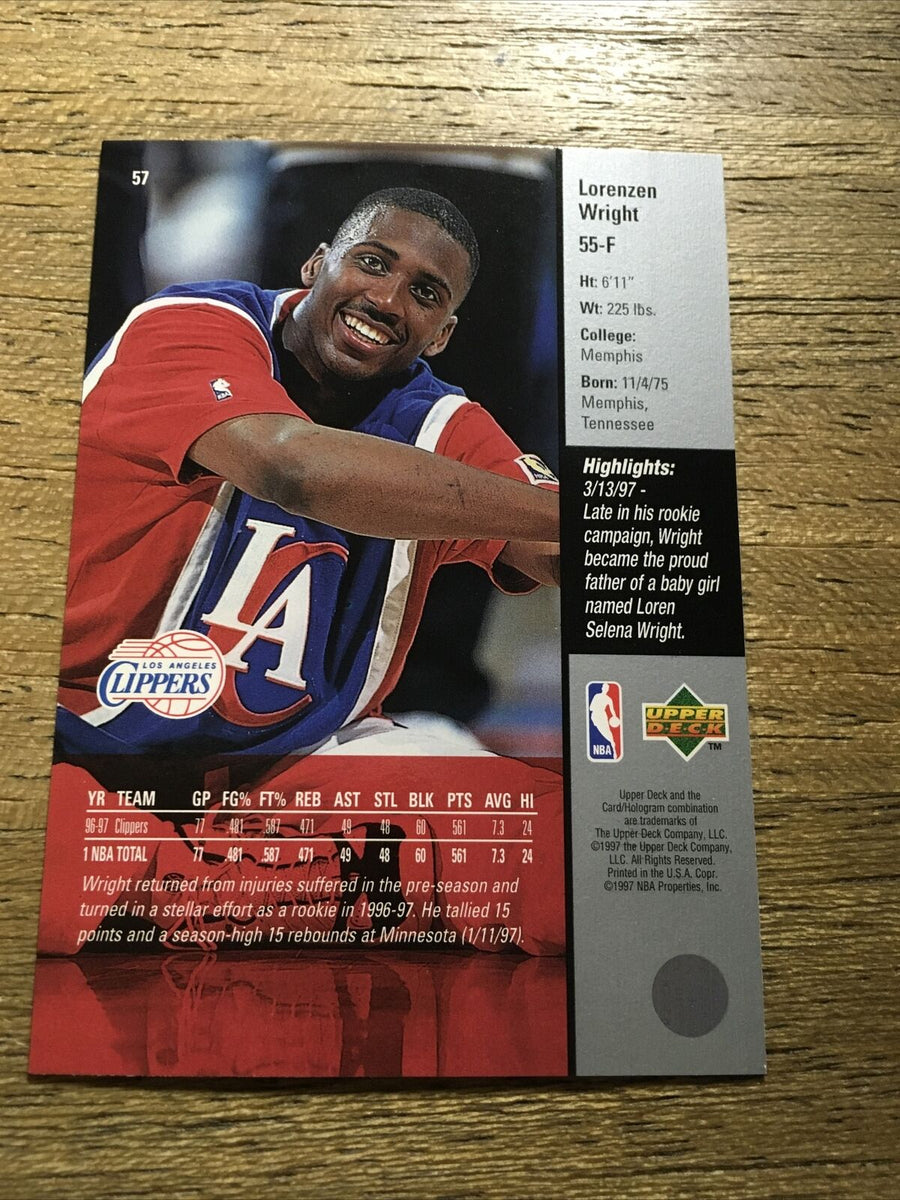 57
Lorenzen
Wright
55-F
Ht: 6'11"
Wt: 225 lbs.
College:
Memphis
Born: 11/4/75
Memphis,
Tennessee
Highlights:
3/13/97 -
Late in his rookie
campaign, Wright
became the proud
father of a baby girl
named Loren
Selena Wright.
NBA
LA
LOS ANGELES
CLIPPERS
NBA
UPPER
D·E·C·K
TM
YR TEAM GP FG% FT% REB AST STL BLK PTS AVG HI
96-97 Clippers 77 .481 .587 471 49 48 60 561 7.3 24
1 NBA TOTAL 77 .481 .587 471 49 48 60 561 7.3 24
Wright returned from injuries suffered in the pre-season and
turned in a stellar effort as a rookie in 1996-97. He tallied 15
points and a season-high 15 rebounds at Minnesota (1/11/97).
Upper Deck and the
Card/Hologram combination
are trademarks of
The Upper Deck Company, LLC.
©1997 the Upper Deck Company,
LLC. All Rights Reserved.
Printed in the U.S.A. Copr.
©1997 NBA Properties, Inc.